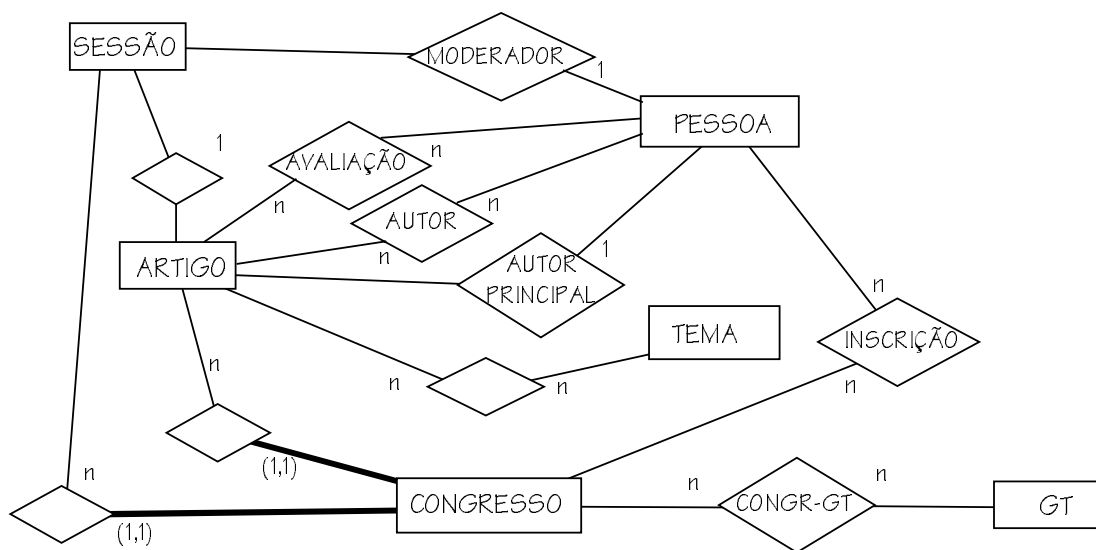 SESSÃO
MODERADOR
1
PESSOA
1
AVALIAÇÃO
n
n
AUTOR
n
n
ARTIGO
AUTOR
PRINCIPAL
1
n
INSCRIÇÃO
n
TEMA
n
n
n
(1,1)
n
(1,1)
CONGRESSO
n
CONGR-GT
n
GT